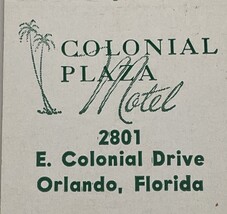 COLONIAL
PLAZA
Motel
2801
E. Colonial Drive
Orlando, Florida